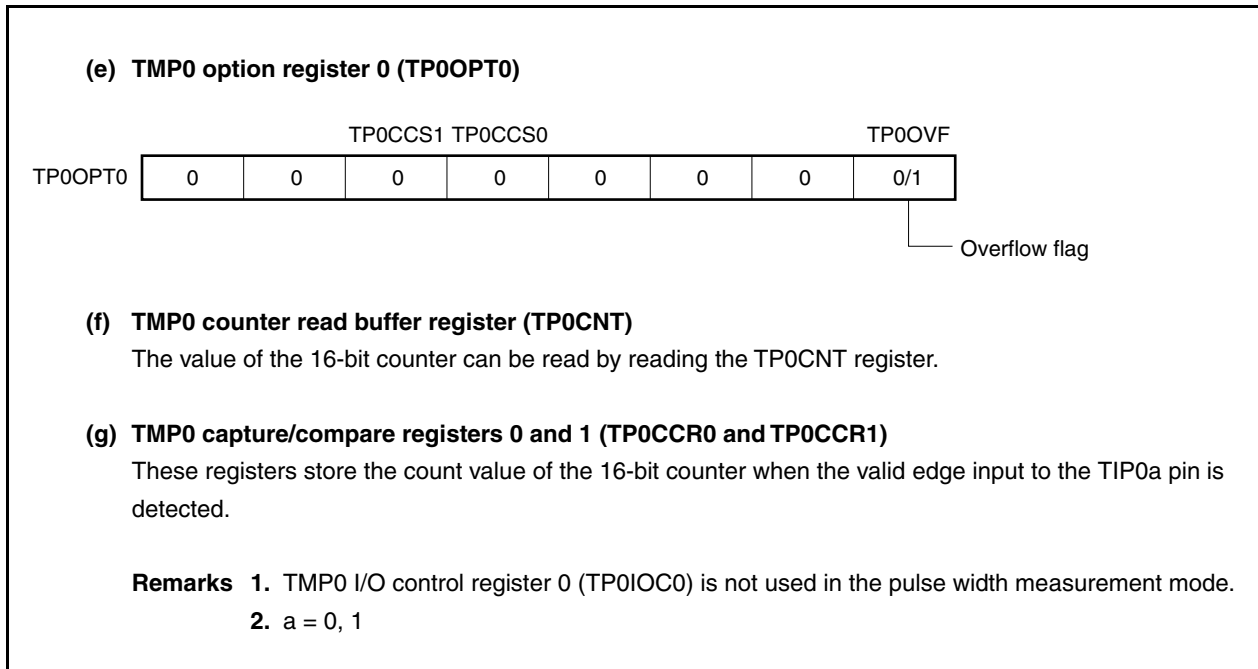 (e) TMP0 option register 0 (TP0OPT0)
TP0CCS1 TP0CCS0 TP0OVF
TP0OPT0 0 0 0 0 0 0 0 0/1
Overflow flag
(f) TMP0 counter read buffer register (TP0CNT)
The value of the 16-bit counter can be read by reading the TP0CNT register.
(g) TMP0 capture/compare registers 0 and 1 (TP0CCR0 and TP0CCR1)
These registers store the count value of the 16-bit counter when the valid edge input to the TIP0a pin is
detected.
Remarks 1. TMP0 I/O control register 0 (TP0IOC0) is not used in the pulse width measurement mode.
2. a = 0, 1